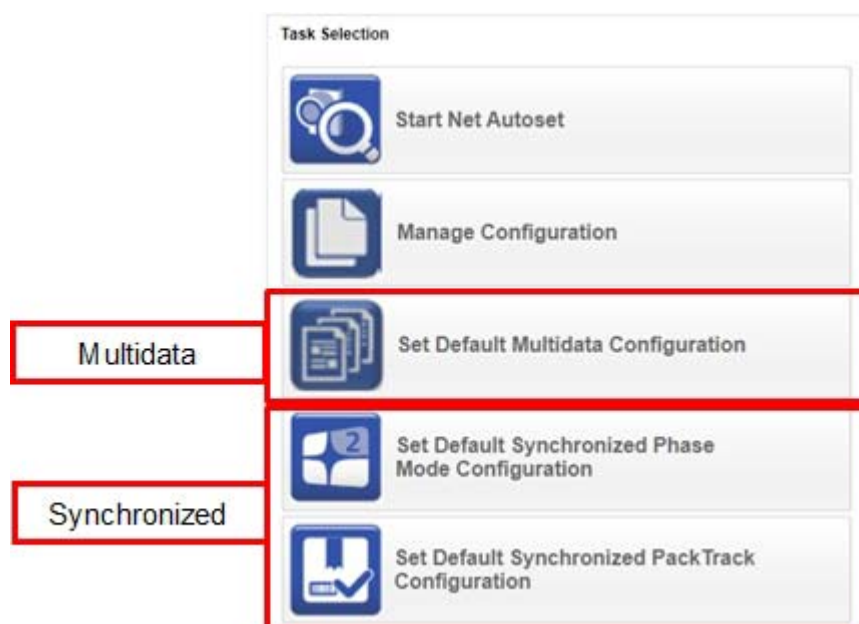 Task Selection
Start Net Autoset
Manage Configuration
Multidata
Set Default Multidata Configuration
Set Default Synchronized Phase
Mode Configuration
2
Synchronized
Set Default Synchronized PackTrack
Configuration